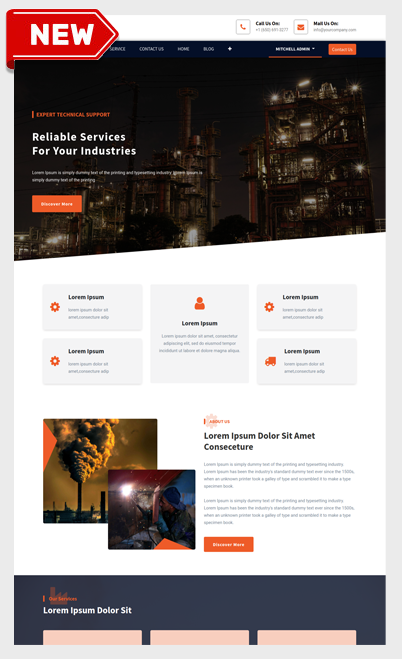 NEW
Call Us On:
+1 (650) 691-3277
Mail Us On:
info@yourcompany.com
SERVICE
CONTACT US
HOME
BLOG
+
MITCHELL ADMIN
Contact Us
EXPERT TECHNICAL SUPPORT
Reliable Services
For Your Industries
Lorem Ipsum is simply dummy text of the printing and typesetting industry. Lorem Ipsum is
simply dummy text of the printing.
Discover More
Lorem Ipsum
lorem ipsum dolor sit
amet,consecture adip.
Lorem Ipsum
Lorem ipsum dolor sit amet, consectetur
adipiscing elit, sed do eiusmod tempor
incididunt ut labore et dolore magna aliqua.
Lorem Ipsum
lorem ipsum dolor sit
amet,consecture adip.
Lorem Ipsum
lorem ipsum dolor sit
amet,consecture adip.
Lorem Ipsum
lorem ipsum dolor sit
amet,consecture adip.
ABOUT US
Lorem Ipsum Dolor Sit Amet
Conseceture
Lorem Ipsum is simply dummy text of the printing and typesetting industry.
Lorem Ipsum has been the industry's standard dummy text ever since the 1500s,
when an unknown printer took a galley of type and scrambled it to make a type
specimen book.
Lorem Ipsum is simply dummy text of the printing and typesetting industry.
Lorem Ipsum has been the industry's standard dummy text ever since the 1500s,
when an unknown printer took a galley of type and scrambled it to make a type
specimen book.
Discover More
Our Services
Lorem Ipsum Dolor Sit